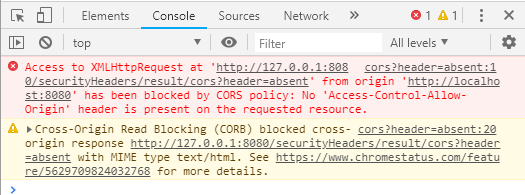 Elements Console Sources Network » 1 1
top Filter All levels ▼
Access to XMLHttpRequest at 'http://127.0.0.1:808 cors?header=absent:1
0/securityHeaders/result/cors?header=absent' from origin 'http://localho
st:8080' has been blocked by CORS policy: No 'Access-Control-Allow-
Origin' header is present on the requested resource.
Cross-Origin Read Blocking (CORB) blocked cross- cors?header=absent:20
origin response http://127.0.0.1:8080/securityHeaders/result/cors?header
=absent with MIME type text/html. See https://www.chromestatus.com/featu
re/5629709824032768 for more details.